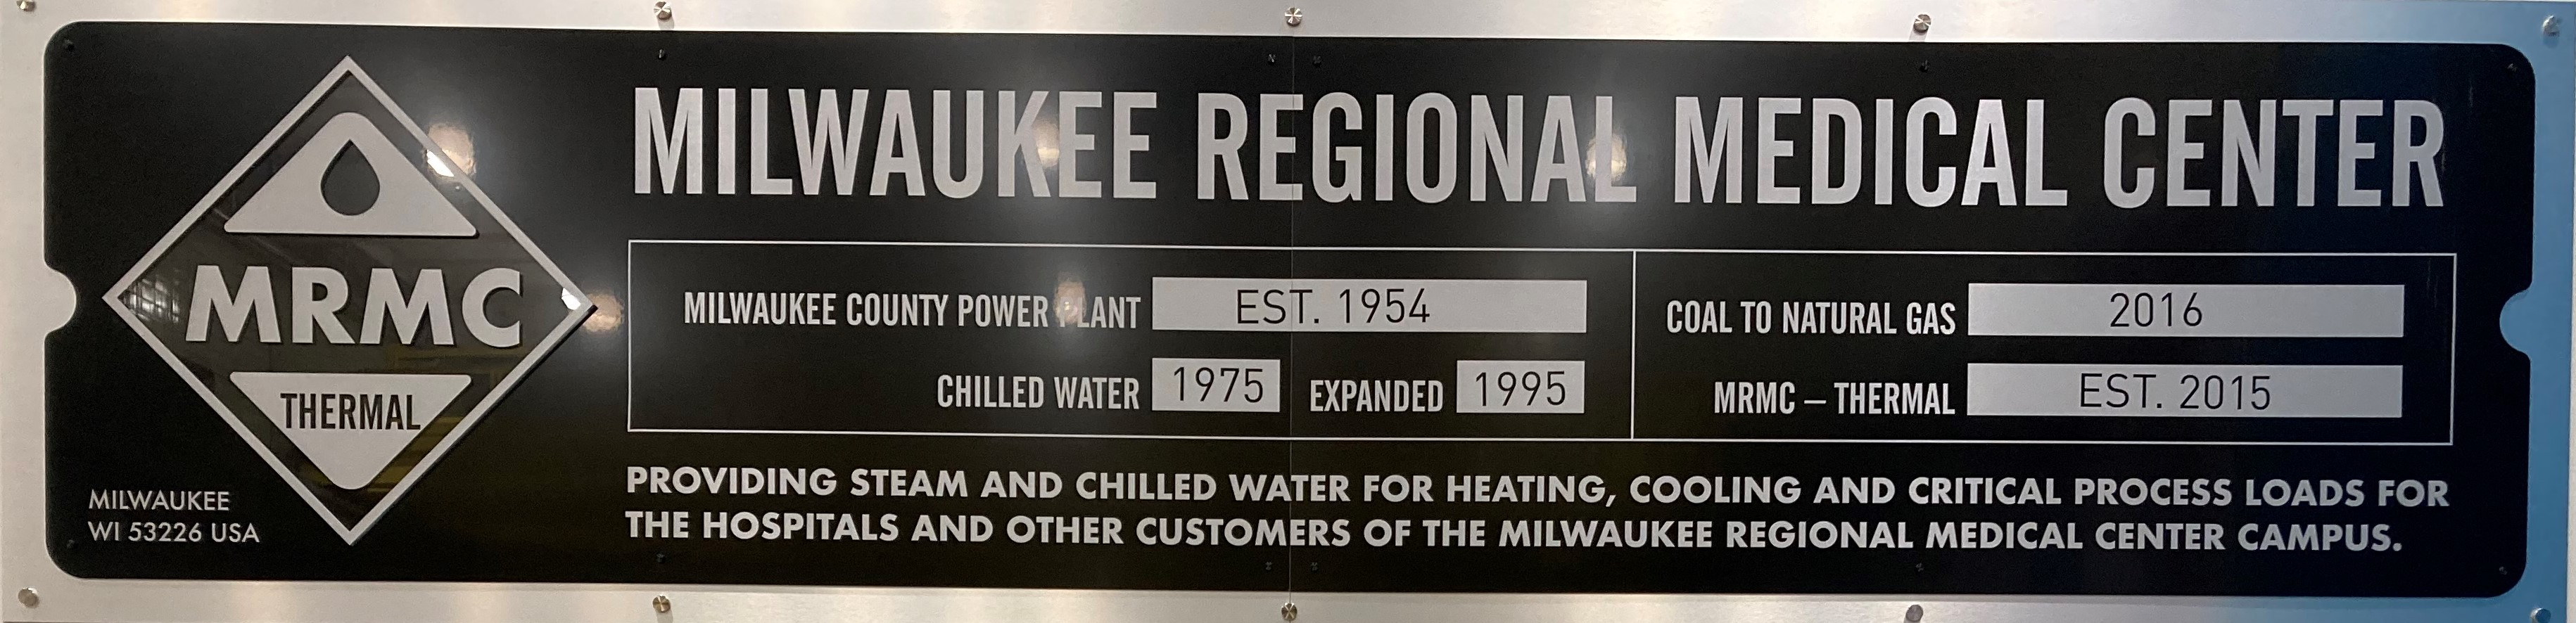 MILWAUKEE REGIONAL MEDICAL CENTER
MRMC
THERMAL
MILWAUKEE
WI 53226 USA
MILWAUKEE COUNTY POWER PLANT EST. 1954
CHILLED WATER 1975 EXPANDED 1995
COAL TO NATURAL GAS 2016
MRMC – THERMAL EST. 2015
PROVIDING STEAM AND CHILLED WATER FOR HEATING, COOLING AND CRITICAL PROCESS LOADS FOR
THE HOSPITALS AND OTHER CUSTOMERS OF THE MILWAUKEE REGIONAL MEDICAL CENTER CAMPUS.